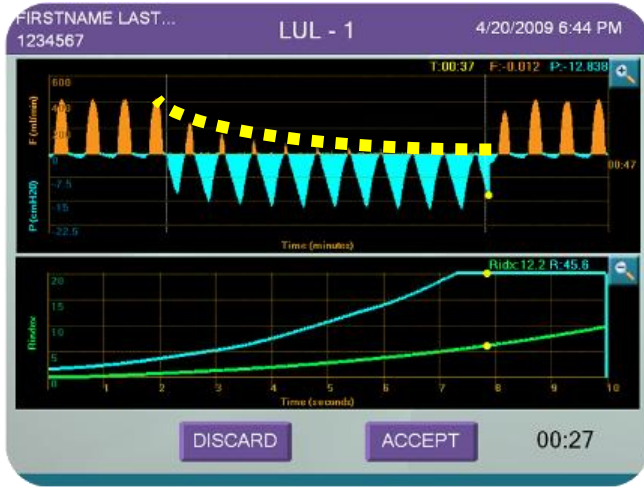 FIRSTNAME LAST...
1234567
LUL - 1
4/20/2009 6:44 PM
T:00:37 F:-0.012 P:-12.838
F (ml/min)
600
400
200
0
P(cmH20)
-7.5
-15
-22.5
00:47
Time (minutes)
Ridx:12.2 R:45.6
Rindex
20
15
10
5
0
1 2 3 4 5 6 7 8 9 10
Time (seconds)
DISCARD
ACCEPT
00:27